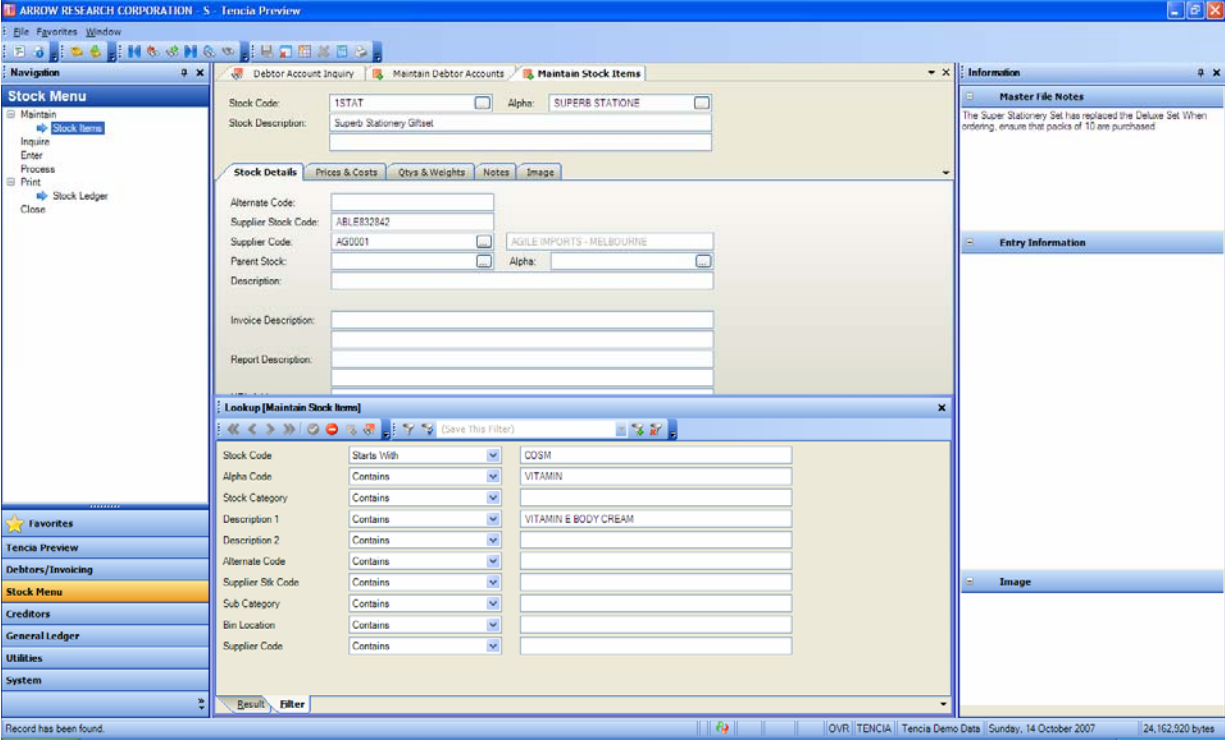 ARROW RESEARCH CORPORATION - S - Tencia Preview
File Favorites Window
Navigation
Stock Menu
Maintain
Stock Items
Inquire
Enter
Process
Print
Stock Ledger
Close
Favorites
Tencia Preview
Debtors/Invoicing
Stock Menu
Creditors
General Ledger
Utilities
System
Debtor Account Inquiry Maintain Debtor Accounts Maintain Stock Items
Stock Code: 1STAT ... Alpha: SUPERB STATIONE ...
Stock Description: Superb Stationery Giftset
Stock Details Prices & Costs Qtys & Weights Notes Image
Alternate Code:
Supplier Stock Code: ABLE832842
Supplier Code: AG0001 ... AGILE IMPORTS - MELBOURNE
Parent Stock: ... Alpha: ...
Description:
Invoice Description:
Report Description:
Lookup [Maintain Stock Items]
(Save This Filter)
Stock Code Starts With COSM
Alpha Code Contains VITAMIN
Stock Category Contains
Description 1 Contains VITAMIN E BODY CREAM
Description 2 Contains
Alternate Code Contains
Supplier Stk Code Contains
Sub Category Contains
Bin Location Contains
Supplier Code Contains
Result Filter
Information
Master File Notes
The Super Stationery Set has replaced the Deluxe Set When
ordering, ensure that packs of 10 are purchased
Entry Information
Image
Record has been found. OVR TENCIA Tencia Demo Data Sunday, 14 October 2007 24,162,920 bytes